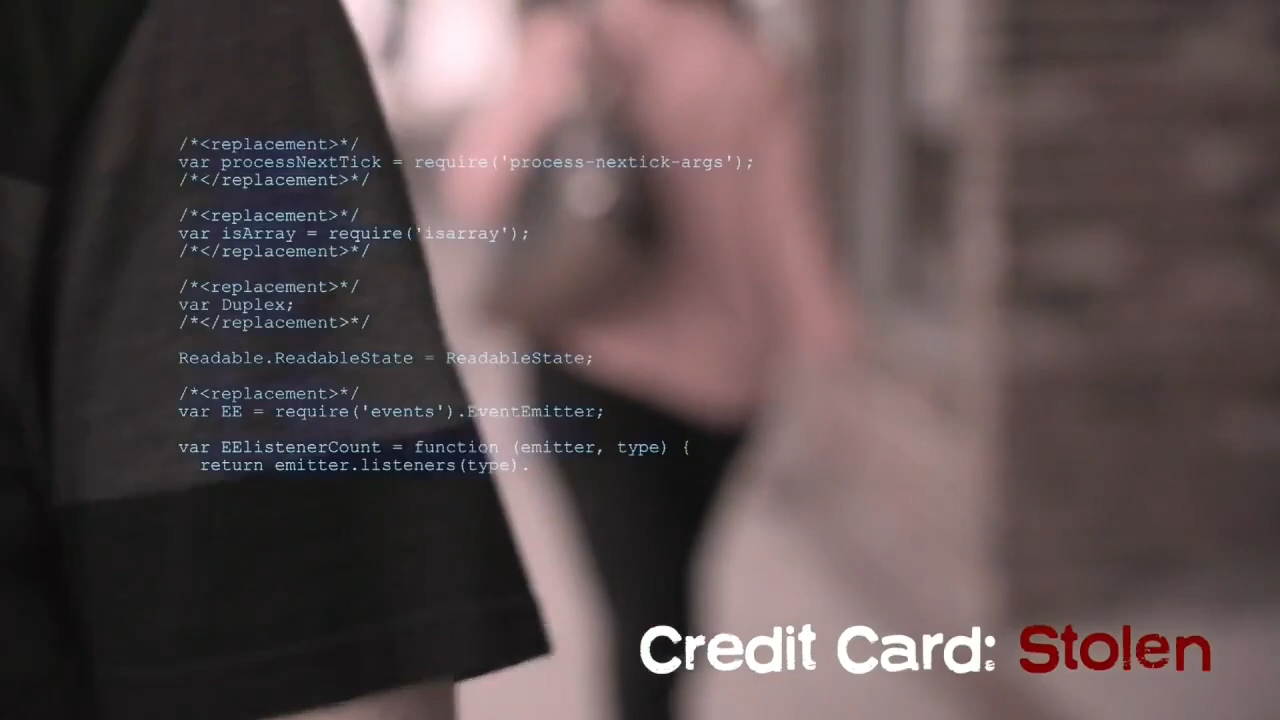 /*<replacement>*/
var processNextTick = require('process-nextick-args');
/*</replacement>*/
/*<replacement>*/
var isArray = require('isarray');
/*</replacement>*/
/*<replacement>*/
var Duplex;
/*</replacement>*/
Readable.ReadableState = ReadableState;
/*<replacement>*/
var EE = require('events').EventEmitter;
var EElistenerCount = function (emitter, type) {
return emitter.listeners(type).
Credit Card: Stolen